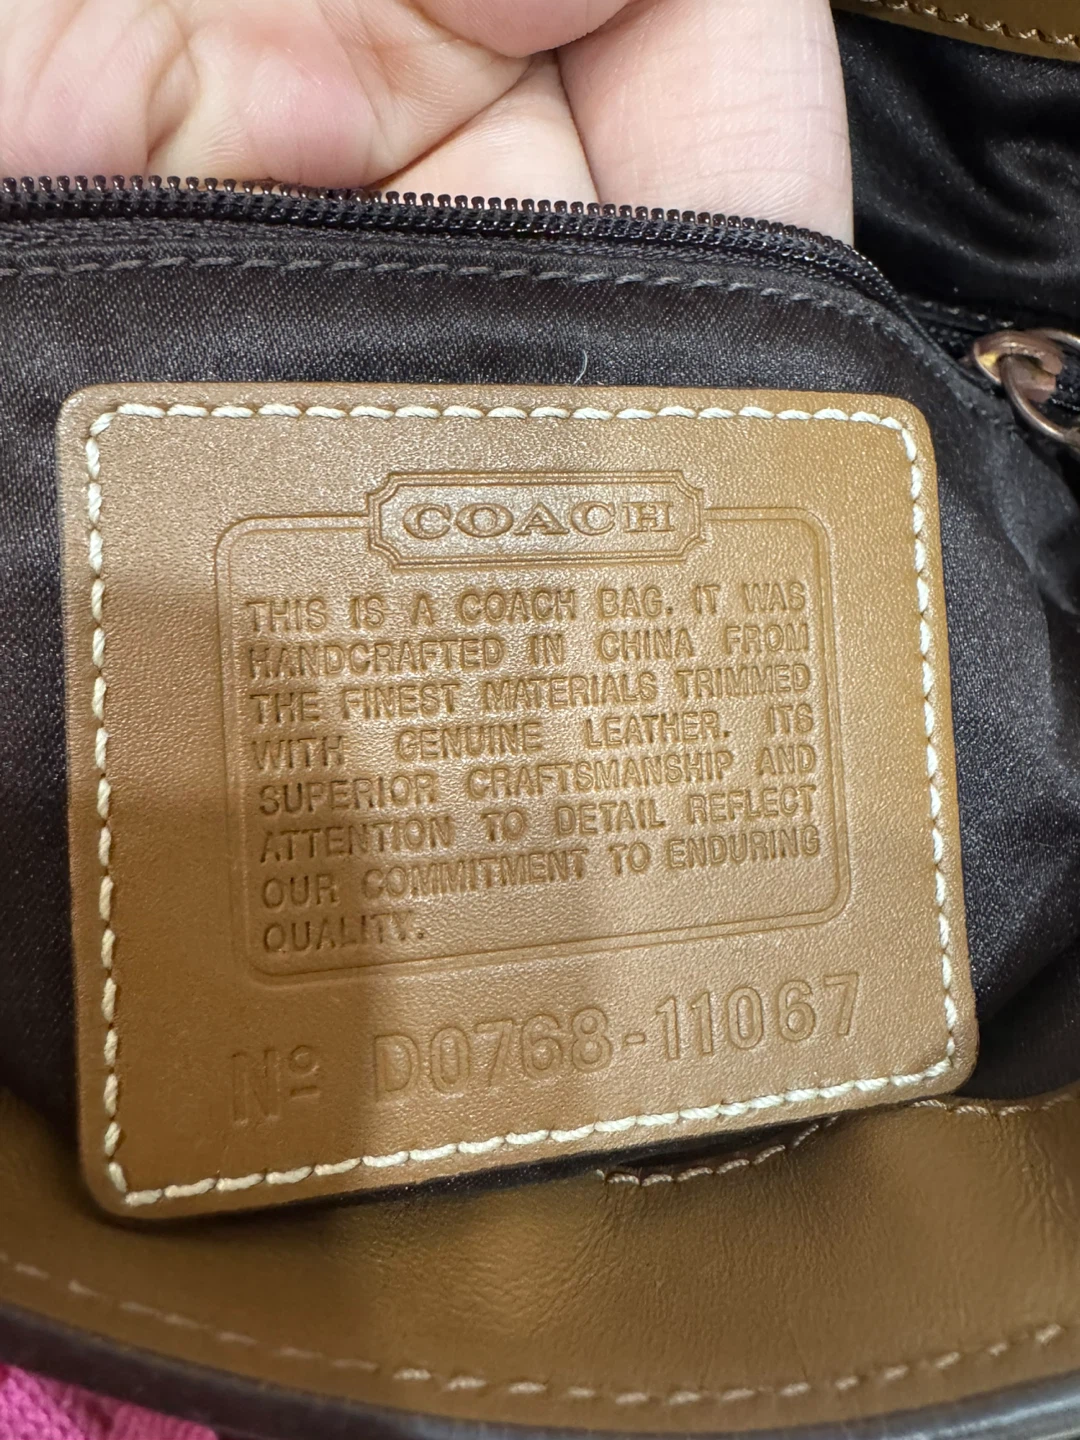 COACH
THIS IS A COACH BAG. IT WAS
HANDCRAFTED IN CHINA FROM
THE FINEST MATERIALS TRIMMED
WITH GENUINE LEATHER. ITS
SUPERIOR CRAFTSMANSHIP AND
ATTENTION TO DETAIL REFLECT
OUR COMMITMENT TO ENDURING
QUALITY.
Nº D0768-11067